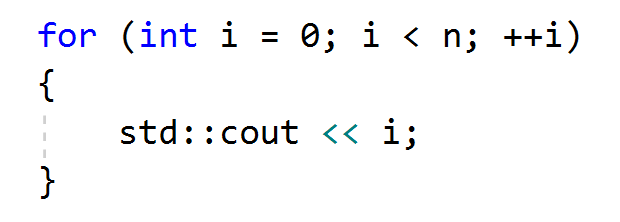 for (int i = 0; i < n; ++i)
{
    std::cout << i;
}